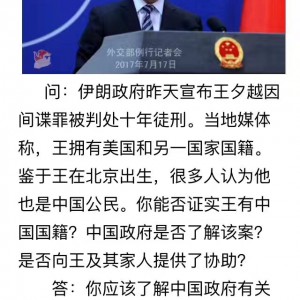 外交部例行记者会
2017年7月17日
问：伊朗政府昨天宣布王夕越因
间谍罪被判处十年徒刑。当地媒体
称，王拥有美国和另一国家国籍。
鉴于王在北京出生，很多人认为他
也是中国公民。你能否证实王有中
国国籍？中国政府是否了解该案？
是否向王及其家人提供了协助？
答：你应该了解中国政府有关